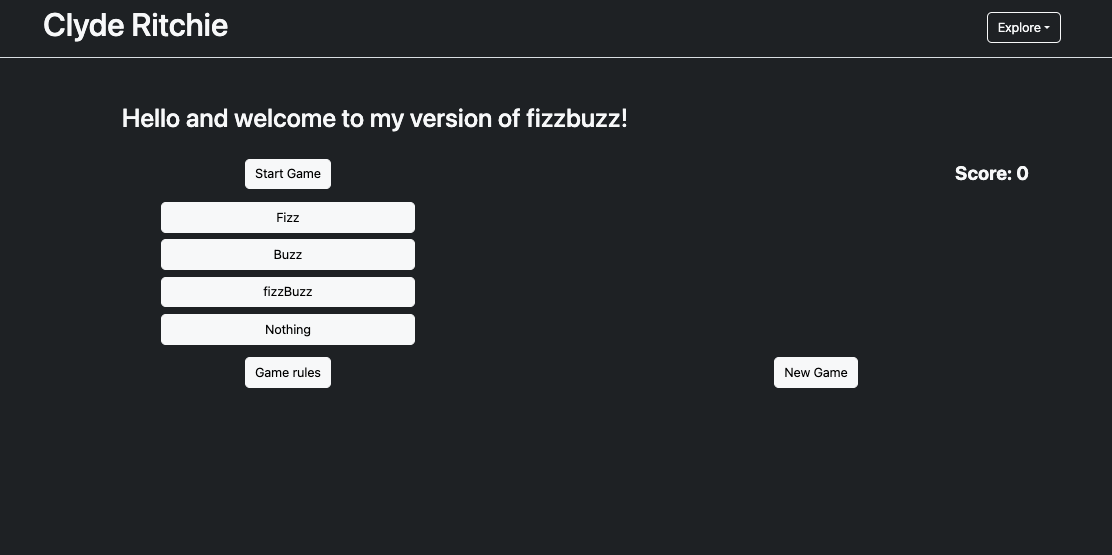 Clyde Ritchie
Explore
Hello and welcome to my version of fizzbuzz!
Start Game
Score: 0
Fizz
Buzz
fizzBuzz
Nothing
Game rules
New Game